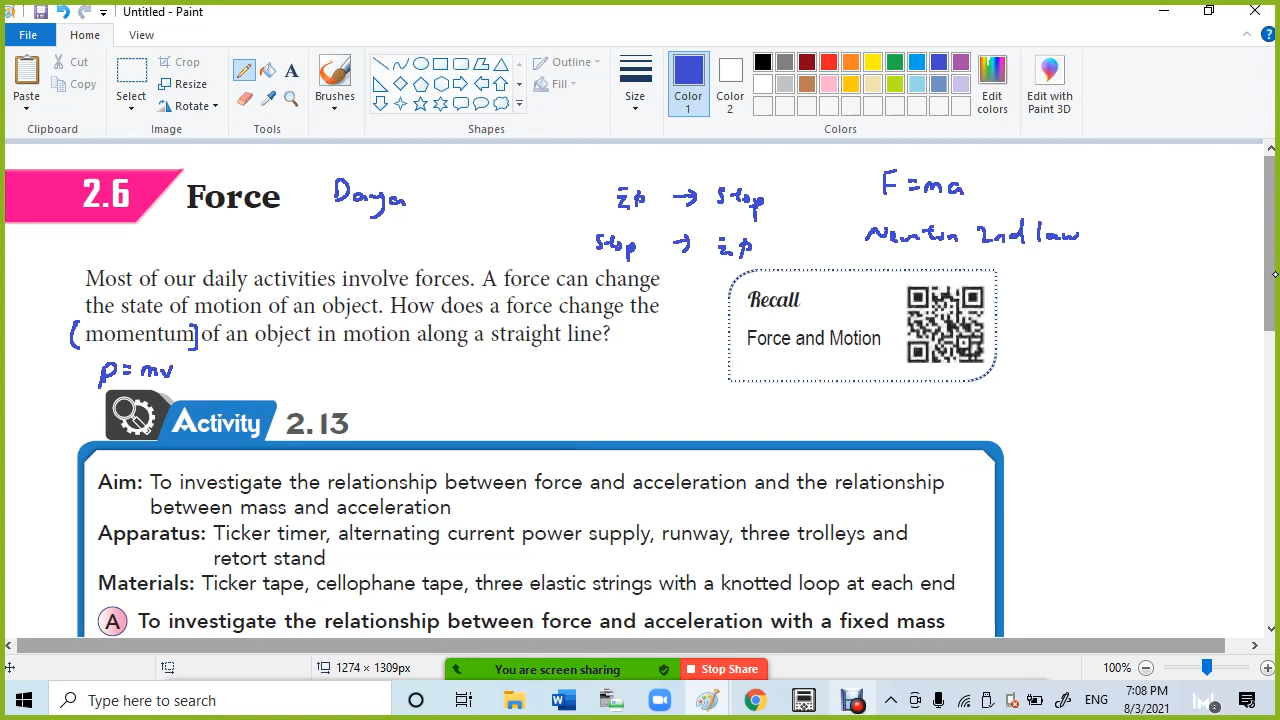 Untitled - Paint
File
Home
View
Paste
Cut
Copy
Clipboard
Select
Crop
Resize
Rotate
Image
A
Tools
Brushes
Shapes
Outline
Fill
Size
Color
1
Color
2
Colors
Edit
colors
Edit with
Paint 3D
2.6
Force
Daya
→ stop
stop →
F = ma
Newton 2nd law
Most of our daily activities involve forces. A force can change
the state of motion of an object. How does a force change the
[momentum] of an object in motion along a straight line?
p = mv
Recall
Force and Motion
Activity 2.13
Aim: To investigate the relationship between force and acceleration and the relationship
between mass and acceleration
Apparatus: Ticker timer, alternating current power supply, runway, three trolleys and
retort stand
Materials: Ticker tape, cellophane tape, three elastic strings with a knotted loop at each end
A To investigate the relationship between force and acceleration with a fixed mass
1274 × 1309px
You are screen sharing
Stop Share
100%
Type here to search
ENG
7:08 PM
8/3/2021